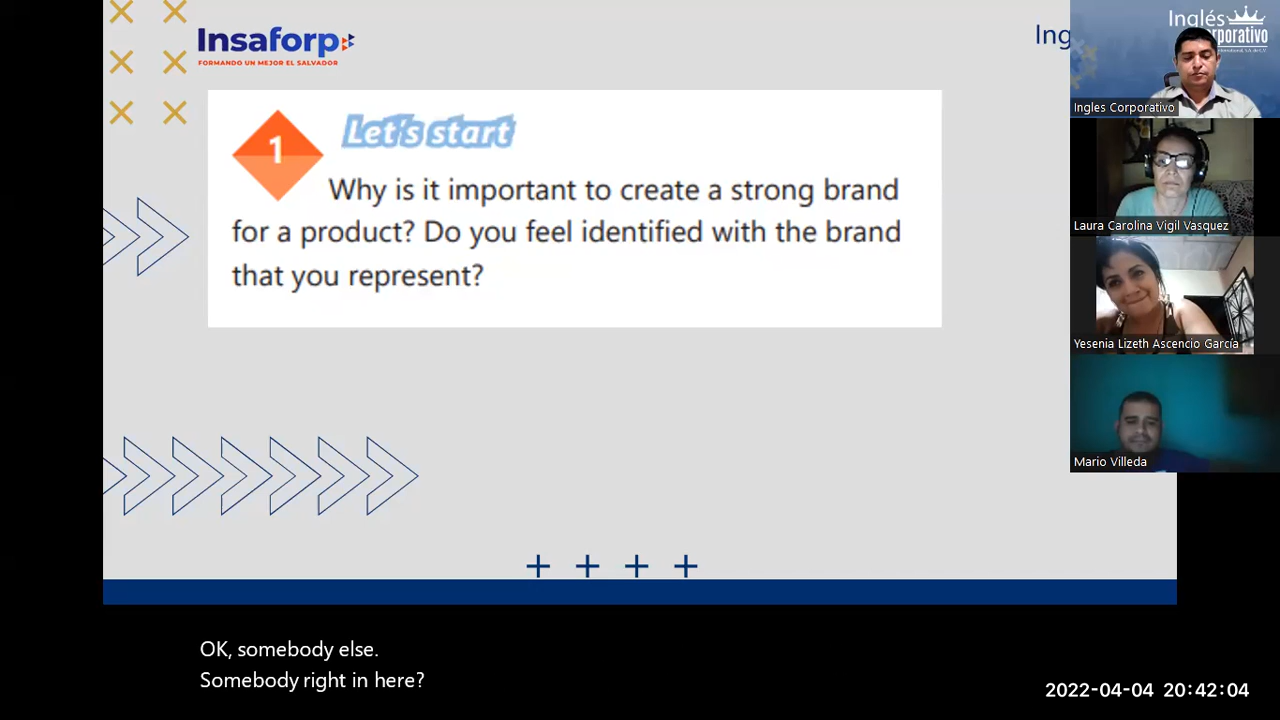 Insaforp
FORMANDO UN MEJOR EL SALVADOR
Ing
Inglés
Corporativo
Ingles Corporativo
1
Let's start
Why is it important to create a strong brand
for a product? Do you feel identified with the brand
that you represent?
Laura Carolina Vigil Vasquez
Yesenia Lizeth Ascencio García
Mario Villeda
OK, somebody else.
Somebody right in here?
2022-04-04 20:42:04